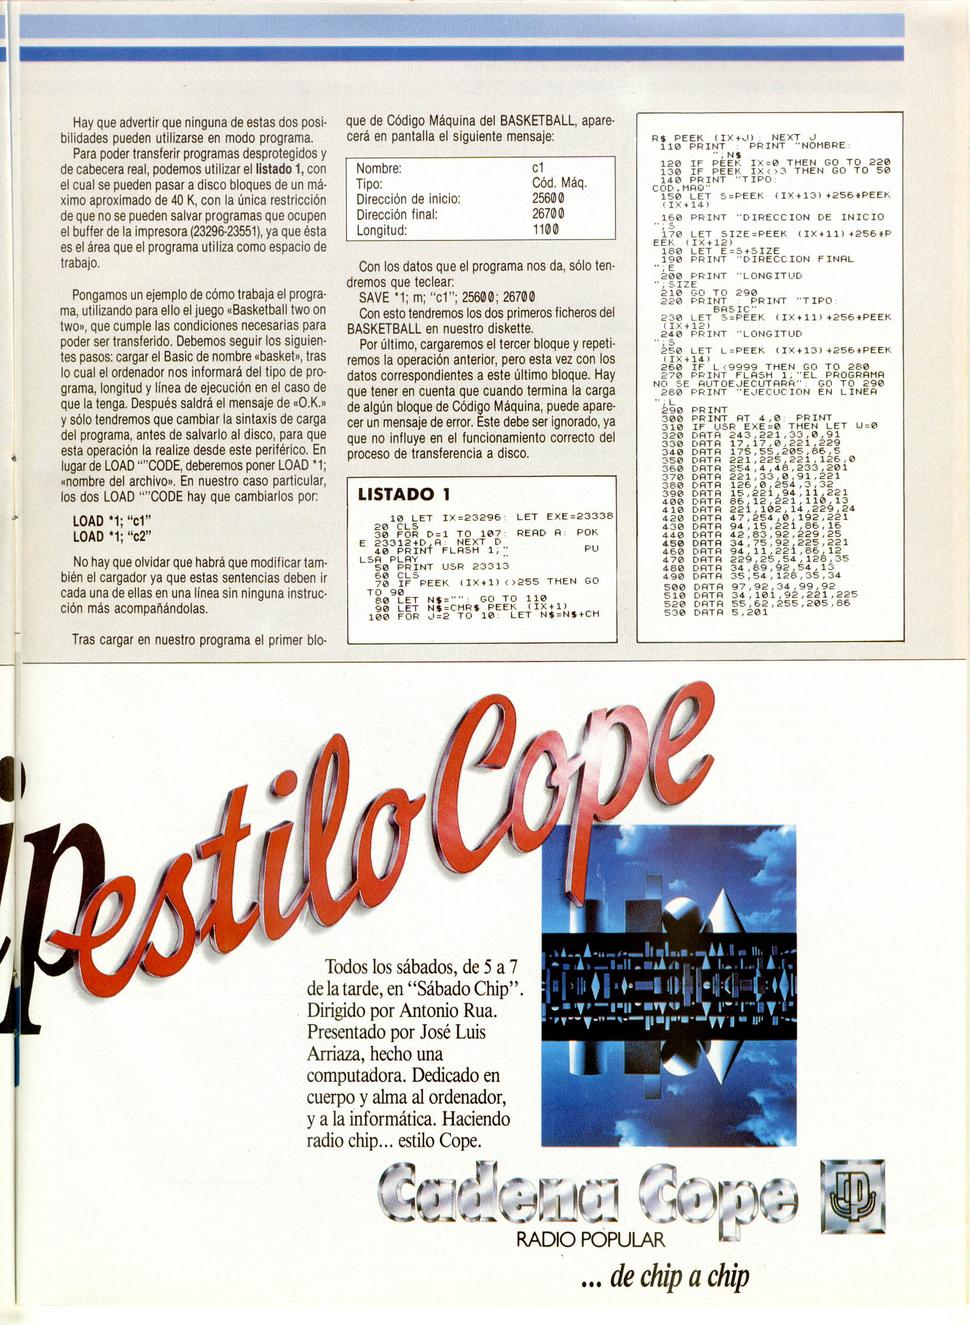 Hay que advertir que ninguna de estas dos posi-
bilidades pueden utilizarse en modo programa.
Para poder transferir programas desprotegidos y
de cabecera real, podemos utilizar el listado 1, con
el cual se pueden pasar a disco bloques de un má-
ximo aproximado de 40 K, con la única restricción
de que no se pueden salvar programas que ocupen
el buffer de la impresora (23296-23551), ya que ésta
es el área que el programa utiliza como espacio de
trabajo.
Pongamos un ejemplo de cómo trabaja el progra-
ma, utilizando para ello el juego «Basketball two on
two», que cumple las condiciones necesarias para
poder ser transferido. Debemos seguir los siguien-
tes pasos: cargar el Basic de nombre «basket», tras
lo cual el ordenador nos informará del tipo de pro-
grama, longitud y línea de ejecución en el caso de
que la tenga. Después saldrá el mensaje de «O.K.»
y sólo tendremos que cambiar la sintaxis de carga
del programa, antes de salvarlo al disco, para que
esta operación la realize desde este periférico. En
lugar de LOAD ""CODE, deberemos poner LOAD *1;
«nombre del archivo». En nuestro caso particular,
los dos LOAD ""CODE hay que cambiarlos por:
LOAD *1; "c1"
LOAD *1; "c2"
No hay que olvidar que habrá que modificar tam-
bién el cargador ya que estas sentencias deben ir
cada una de ellas en una línea sin ninguna instruc-
ción más acompañándolas.
Tras cargar en nuestro programa el primer blo-
que de Código Máquina del BASKETBALL, apare-
cerá en pantalla el siguiente mensaje:
Nombre: c1
Tipo: Cód. Máq.
Dirección de inicio: 25600
Dirección final: 26700
Longitud: 1100
Con los datos que el programa nos da, sólo ten-
dremos que teclear:
SAVE *1; m; "c1"; 25600; 26700
Con esto tendremos los dos primeros ficheros del
BASKETBALL en nuestro diskette.
Por último, cargaremos el tercer bloque y repeti-
remos la operación anterior, pero esta vez con los
datos correspondientes a este último bloque. Hay
que tener en cuenta que cuando termina la carga
de algún bloque de Código Máquina, puede apare-
cer un mensaje de error. Éste debe ser ignorado, ya
que no influye en el funcionamiento correcto del
proceso de transferencia a disco.
LISTADO 1
10 LET IX=23296: LET EXE=23338
20 CLS
30 FOR D=1 TO 107: READ A: POK
E 23312+D,A: NEXT D
40 PRINT FLASH 1;" PU
LSA PLAY
50 PRINT USR 23313
60 CLS
70 IF PEEK (IX+1)<>255 THEN GO
TO 90
80 LET N$="": GO TO 110
90 LET N$=CHR$ PEEK (IX+1)
100 FOR J=2 TO 10: LET N$=N$+CH
R$ PEEK (IX+J): NEXT J
110 PRINT : PRINT "NOMBRE:
";N$
120 IF PEEK IX=0 THEN GO TO 220
130 IF PEEK IX<>3 THEN GO TO 50
140 PRINT "TIPO:
COD.MAQ"
150 LET S=PEEK (IX+13)+256*PEEK
(IX+14)
160 PRINT "DIRECCION DE INICIO
";S
170 LET SIZE=PEEK (IX+11)+256*P
EEK (IX+12)
180 LET E=S+SIZE
190 PRINT "DIRECCION FINAL
";E
200 PRINT "LONGITUD
";SIZE
210 GO TO 290
220 PRINT : PRINT "TIPO:
BASIC"
230 LET S=PEEK (IX+11)+256*PEEK
(IX+12)
240 PRINT "LONGITUD
";S
250 LET L=PEEK (IX+13)+256*PEEK
(IX+14)
260 IF L<9999 THEN GO TO 280
270 PRINT FLASH 1;"EL PROGRAMA
NO SE AUTOEJECUTARA": GO TO 290
280 PRINT "EJECUCION EN LINEA
";L
290 PRINT
300 PRINT AT 4,0: PRINT
310 IF USR EXE=0 THEN LET U=0
320 DATA 243,221,33,0,91
330 DATA 17,17,0,221,229
340 DATA 175,55,205,86,5
350 DATA 221,225,221,126,0
360 DATA 254,4,48,233,201
370 DATA 221,33,0,91,221
380 DATA 126,0,254,3,32
390 DATA 15,221,94,11,221
400 DATA 86,12,221,110,13
410 DATA 221,102,14,229,24
420 DATA 47,254,0,192,221
430 DATA 94,15,221,86,16
440 DATA 42,83,92,229,25
450 DATA 34,75,92,225,221
460 DATA 94,11,221,86,12
470 DATA 229,25,54,128,35
480 DATA 34,89,92,54,13
490 DATA 35,54,128,35,34
500 DATA 97,92,34,99,92
510 DATA 34,101,92,221,225
520 DATA 55,62,255,205,86
530 DATA 5,201
ip estilo Cope
Todos los sábados, de 5 a 7
de la tarde, en "Sábado Chip".
Dirigido por Antonio Rua.
Presentado por José Luis
Arriaza, hecho una
computadora. Dedicado en
cuerpo y alma al ordenador,
y a la informática. Haciendo
radio chip... estilo Cope.
Cadena Cope
RADIO POPULAR
... de chip a chip